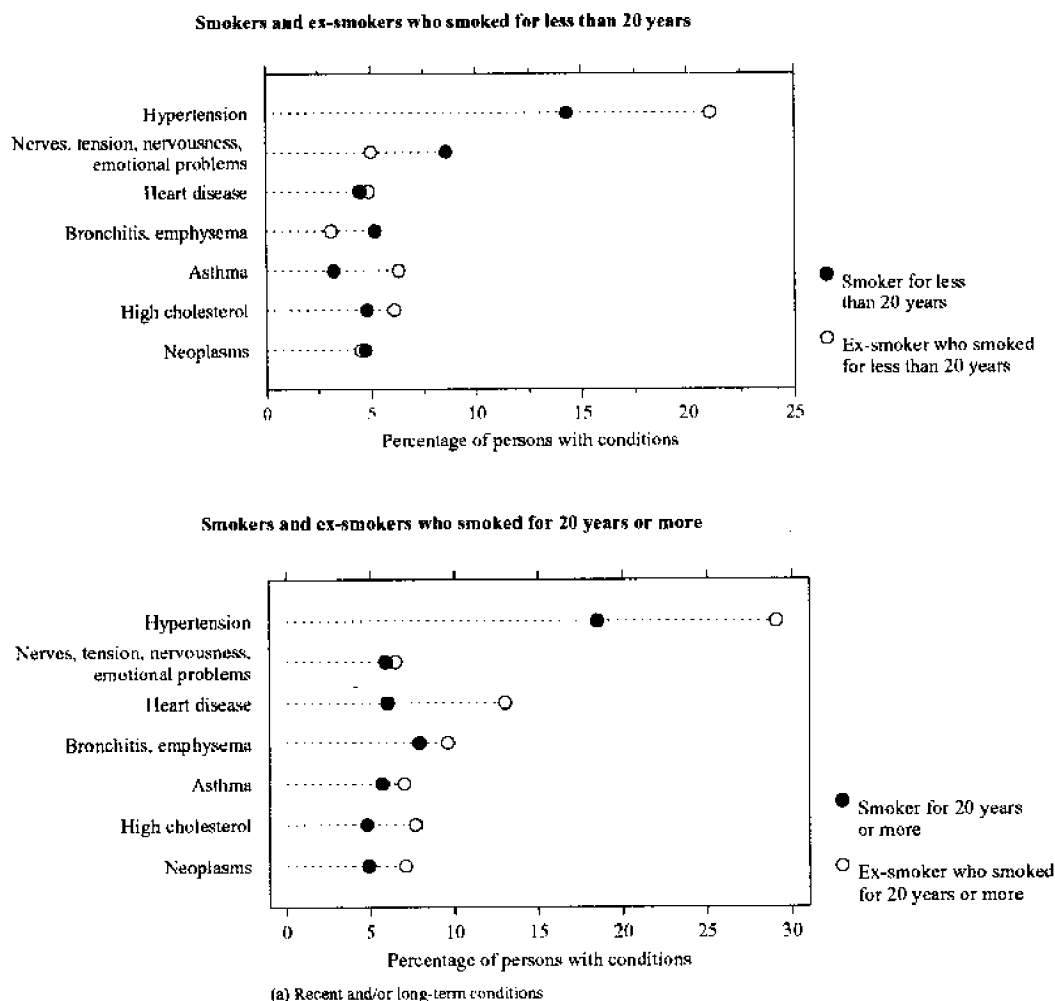 Smokers and ex-smokers who smoked for less than 20 years
Hypertension
Nerves, tension, nervousness,
emotional problems
Heart disease
Bronchitis, emphysema
Asthma
High cholesterol
Neoplasms
Smoker for less
than 20 years
Ex-smoker who smoked
for less than 20 years
0 5 10 15 20 25
Percentage of persons with conditions
Smokers and ex-smokers who smoked for 20 years or more
Hypertension
Nerves, tension, nervousness,
emotional problems
Heart disease
Bronchitis, emphysema
Asthma
High cholesterol
Neoplasms
Smoker for 20 years
or more
Ex-smoker who smoked
for 20 years or more
0 5 10 15 20 25 30
Percentage of persons with conditions
(a) Recent and/or long-term conditions